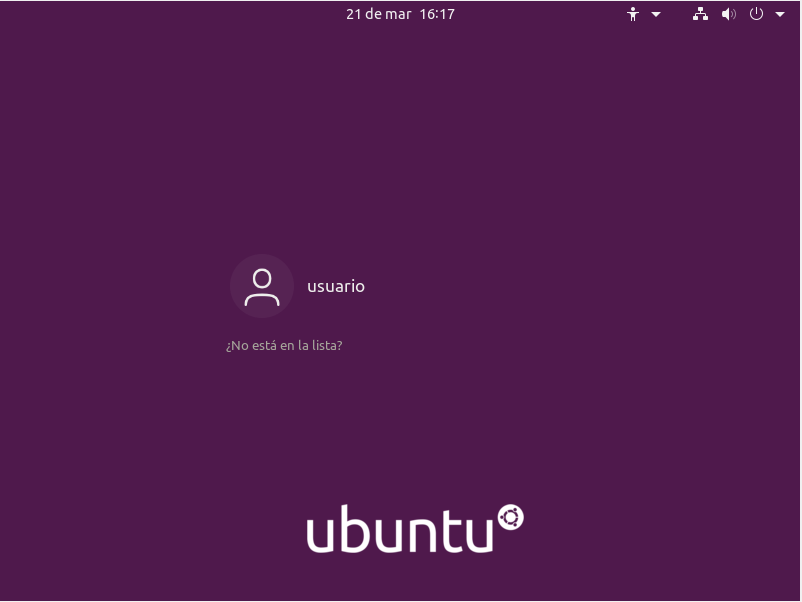 21 de mar 16:17
usuario
¿No está en la lista?
ubuntu